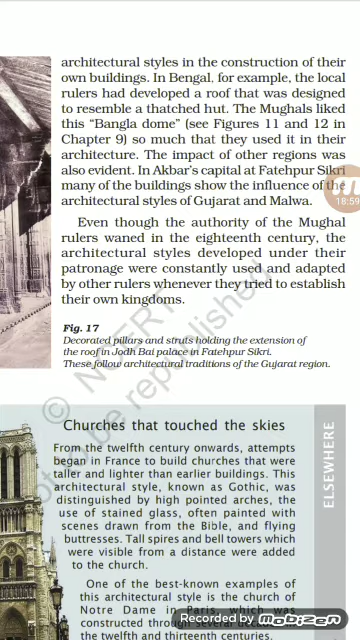 architectural styles in the construction of their
own buildings. In Bengal, for example, the local
rulers had developed a roof that was designed
to resemble a thatched hut. The Mughals liked
this “Bangla dome” (see Figures 11 and 12 in
Chapter 9) so much that they used it in their
architecture. The impact of other regions was
also evident. In Akbar’s capital at Fatehpur Sikri
many of the buildings show the influence of the
architectural styles of Gujarat and Malwa.
18:59
Even though the authority of the Mughal
rulers waned in the eighteenth century, the
architectural styles developed under their
patronage were constantly used and adapted
by other rulers whenever they tried to establish
their own kingdoms.
Fig. 17
Decorated pillars and struts holding the extension of
the roof in Jodh Bai palace in Fatehpur Sikri.
These follow architectural traditions of the Gujarat region.
© NCERT
not to be republished
Churches that touched the skies
From the twelfth century onwards, attempts
began in France to build churches that were
taller and lighter than earlier buildings. This
architectural style, known as Gothic, was
distinguished by high pointed arches, the
use of stained glass, often painted with
scenes drawn from the Bible, and flying
buttresses. Tall spires and bell towers which
were visible from a distance were added
to the church.
One of the best-known examples of
this architectural style is the church of
Notre Dame in Paris, which was
constructed through several decades
the twelfth and thirteenth centuries.
ELSEWHERE
Recorded by mobizen